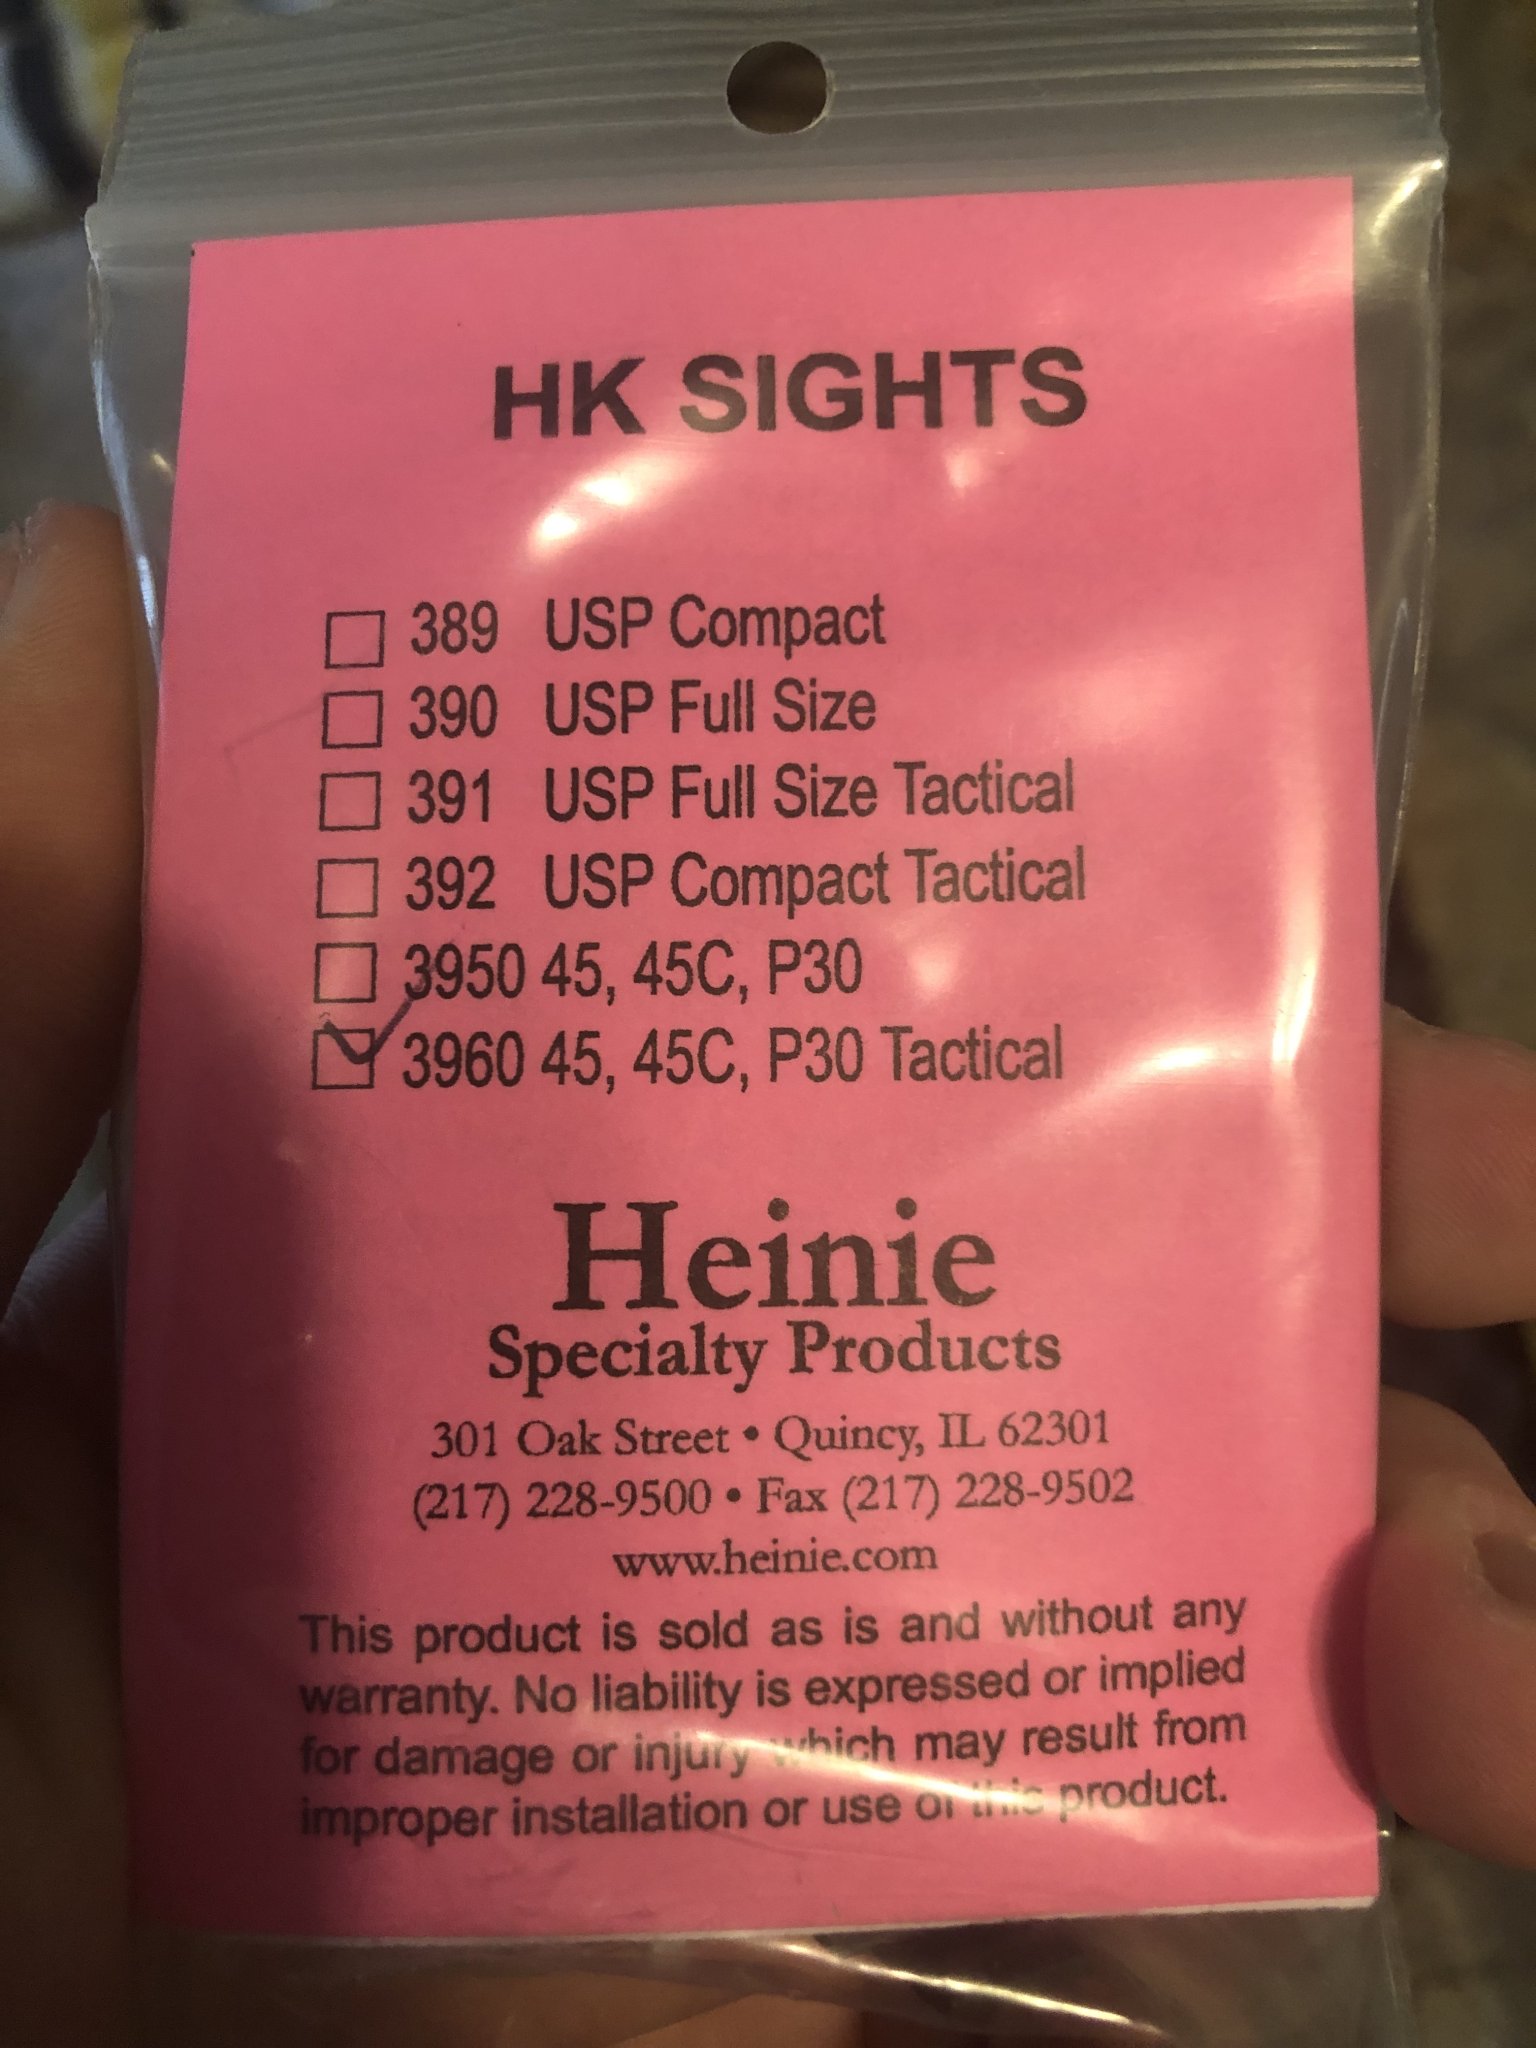 HK SIGHTS
389 USP Compact
390 USP Full Size
391 USP Full Size Tactical
392 USP Compact Tactical
3950 45, 45C, P30
3960 45, 45C, P30 Tactical
Heinie
Specialty Products
301 Oak Street • Quincy, IL 62301
(217) 228-9500 • Fax (217) 228-9502
www.heinie.com
This product is sold as is and without any
warranty. No liability is expressed or implied
for damage or injury which may result from
improper installation or use of this product.